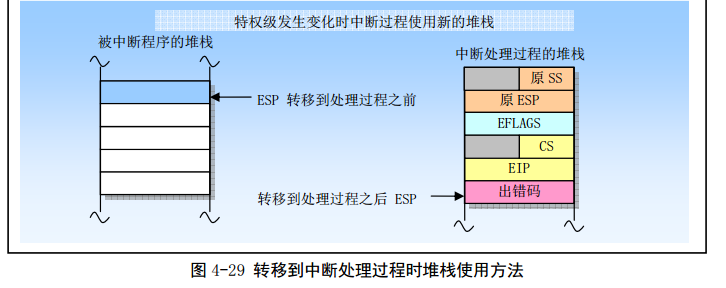 特权级发生变化时中断过程使用新的堆栈
被中断程序的堆栈
中断处理过程的堆栈
原 SS
ESP 转移到处理过程之前
原 ESP
EFLAGS
CS
EIP
转移到处理过程之后 ESP
出错码
图 4-29 转移到中断处理过程时堆栈使用方法